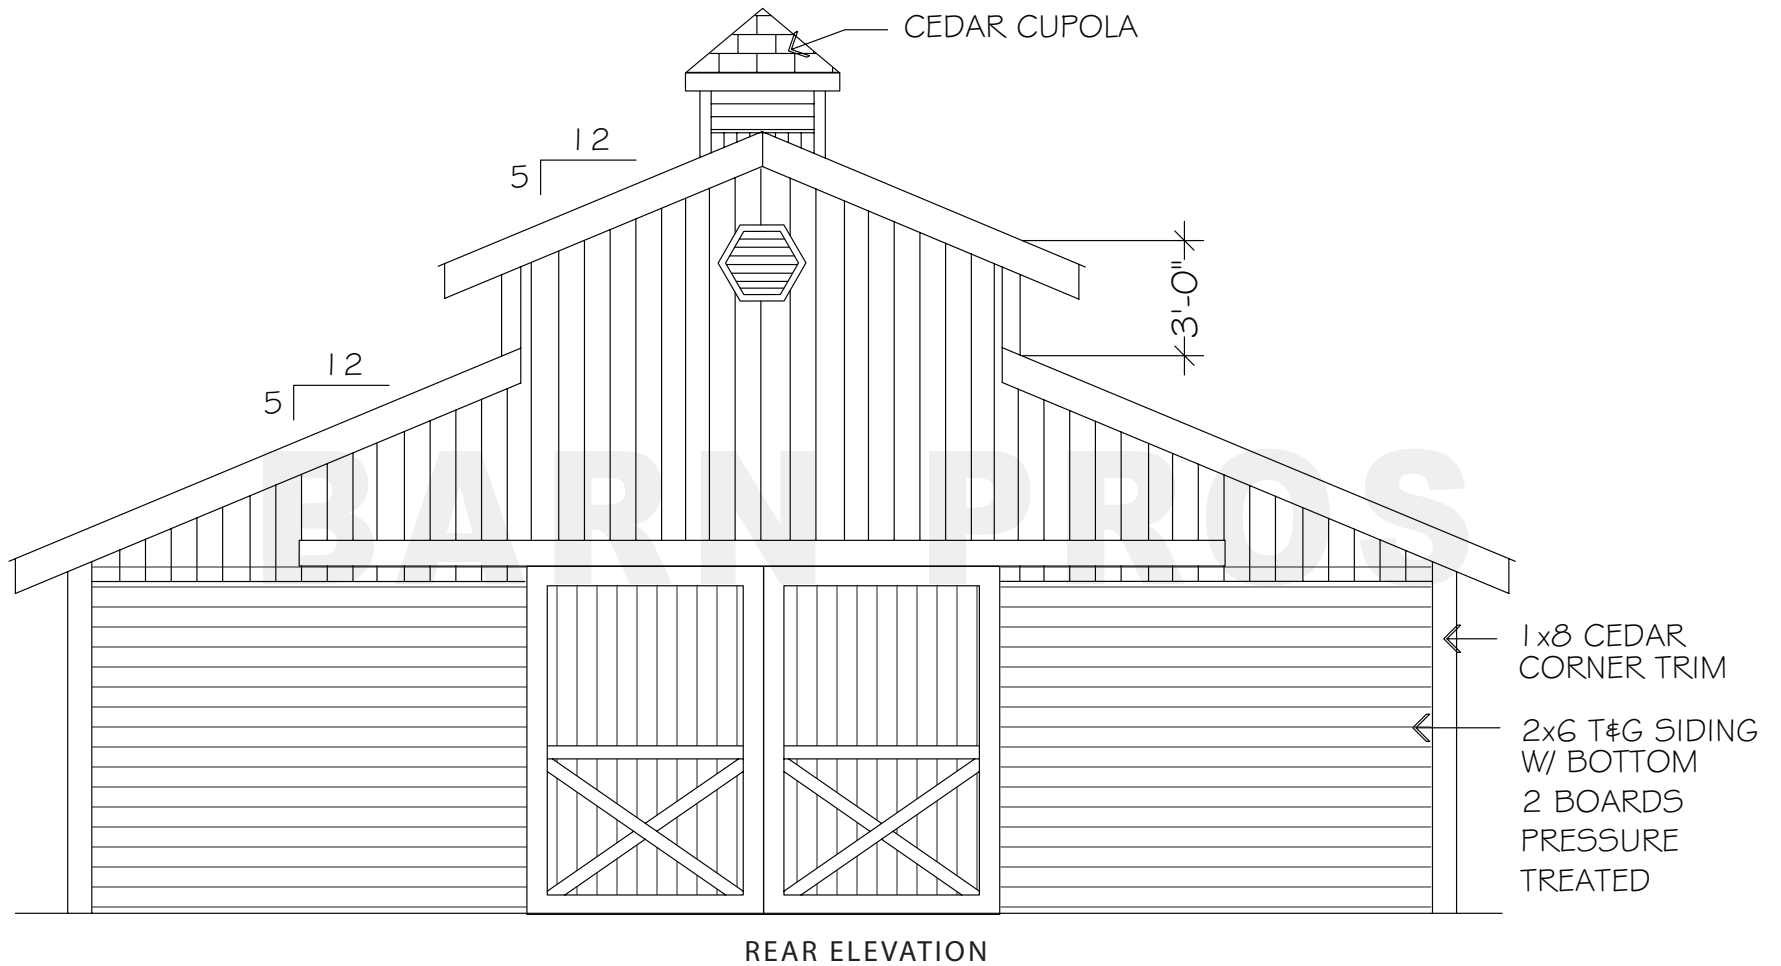 CEDAR CUPOLA
12
5
12
5
3'-0"
BARN PROS
1x8 CEDAR
CORNER TRIM
2x6 T&G SIDING
W/ BOTTOM
2 BOARDS
PRESSURE
TREATED
REAR ELEVATION